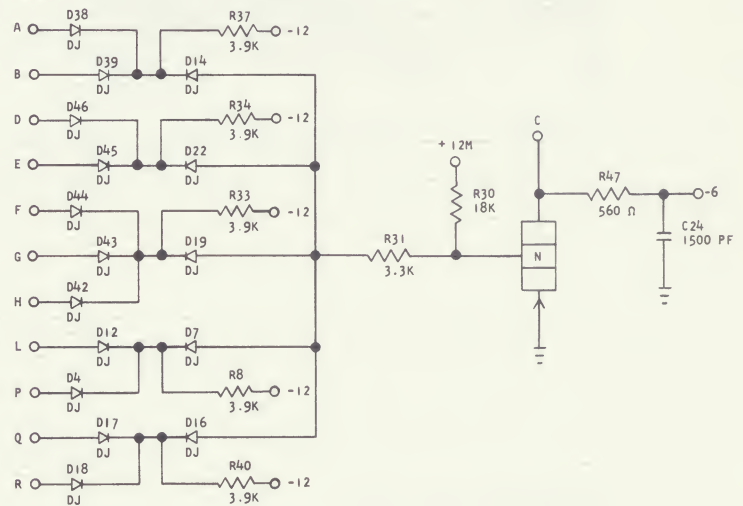 A
D38
DJ
R37
3.9K
-12
B
D39
DJ
D14
DJ
D
D46
DJ
R34
3.9K
-12
E
D45
DJ
D22
DJ
F
D44
DJ
R33
3.9K
-12
G
D43
DJ
D19
DJ
H
D42
DJ
L
D12
DJ
D7
DJ
P
D4
DJ
R8
3.9K
-12
Q
D17
DJ
D16
DJ
R
D18
DJ
R40
3.9K
-12
R31
3.3K
+ 12M
R30
18K
N
C
R47
560 Ω
-6
C24
1500 PF